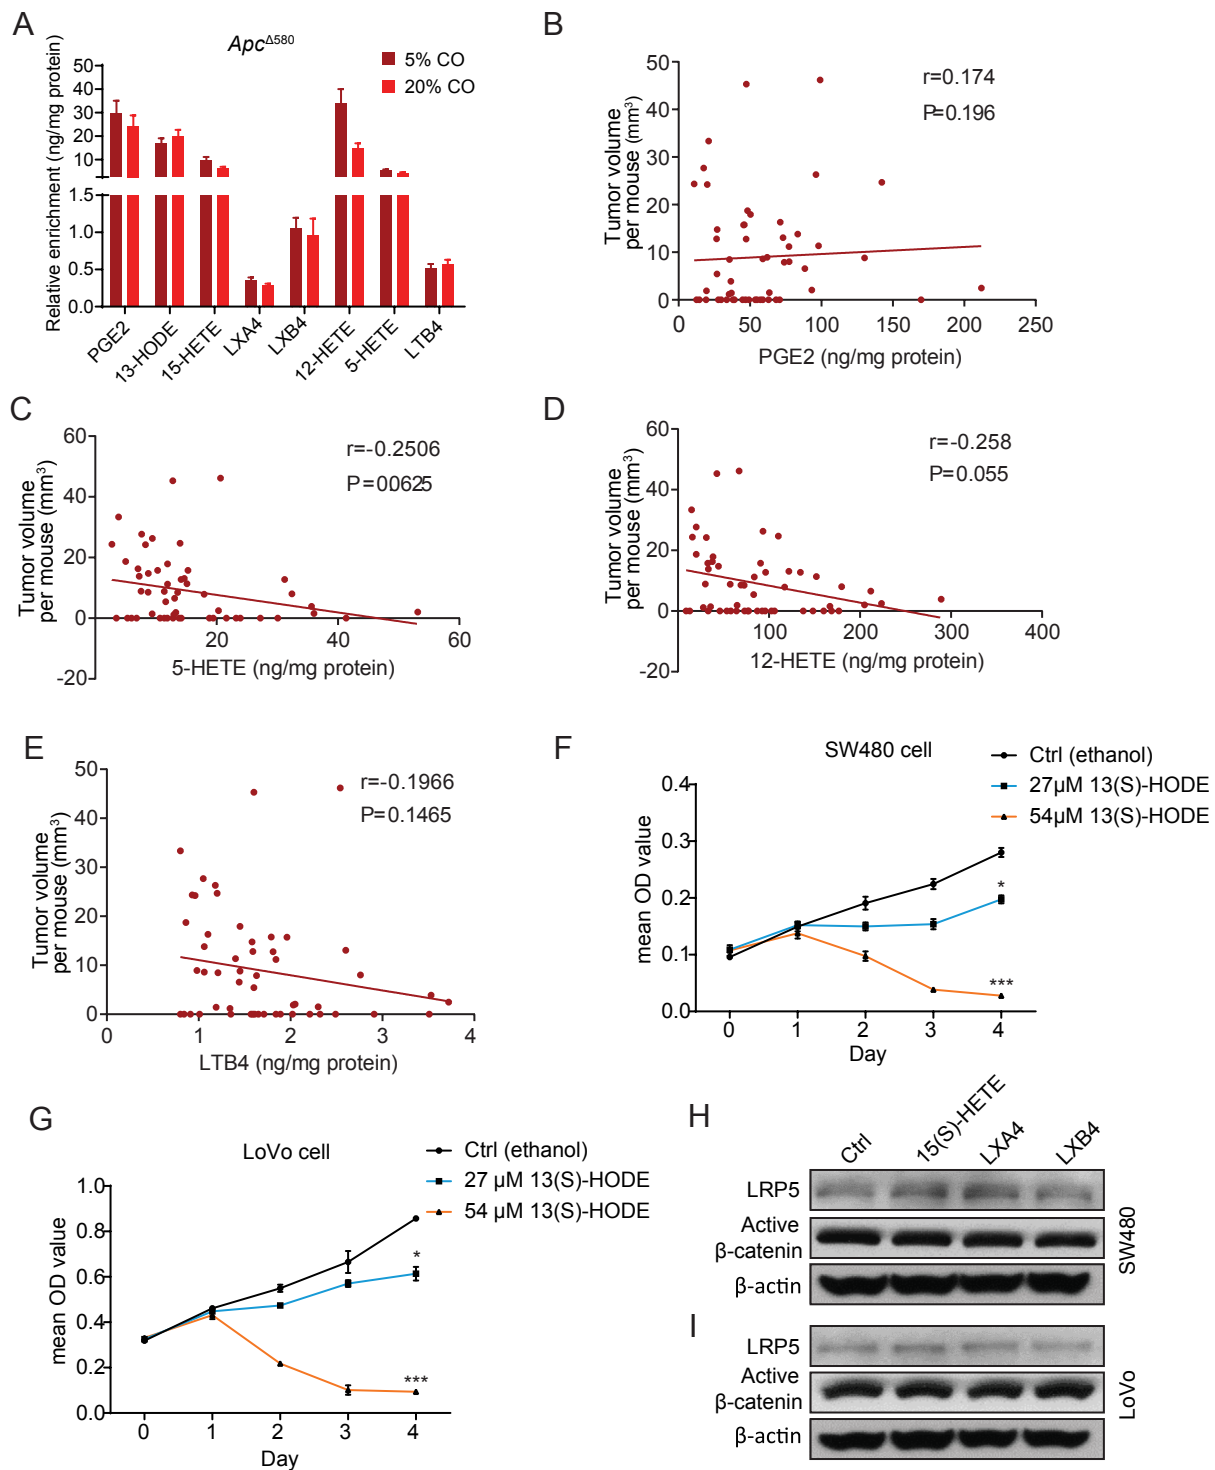 A
Apc^Δ580
5% CO
20% CO
Relative enrichment (ng/mg protein)
50
40
30
20
10
1.5
1.0
0.5
0.0
PGE2
13-HODE
15-HETE
LXA4
LXB4
12-HETE
5-HETE
LTB4
B
r=0.174
P=0.196
Tumor volume
per mouse (mm³)
50
40
30
20
10
0
0 50 100 150 200 250
PGE2 (ng/mg protein)
C
r=-0.2506
P=00625
Tumor volume
per mouse (mm³)
60
40
20
0
-20
20 40 60
5-HETE (ng/mg protein)
D
r=-0.258
P=0.055
Tumor volume
per mouse (mm³)
60
40
20
0
-20
100 200 300 400
12-HETE (ng/mg protein)
E
r=-0.1966
P=0.1465
Tumor volume
per mouse (mm³)
50
40
30
20
10
0
0 1 2 3 4
LTB4 (ng/mg protein)
F
SW480 cell
Ctrl (ethanol)
27μM 13(S)-HODE
54μM 13(S)-HODE
mean OD value
0.4
0.3
0.2
0.1
0.0
*
***
0 1 2 3 4
Day
G
LoVo cell
Ctrl (ethanol)
27 μM 13(S)-HODE
54 μM 13(S)-HODE
mean OD value
1.0
0.8
0.6
0.4
0.2
0.0
*
***
0 1 2 3 4
Day
H
Ctrl
15(S)-HETE
LXA4
LXB4
LRP5
Active
β-catenin
β-actin
SW480
I
LRP5
Active
β-catenin
β-actin
LoVo